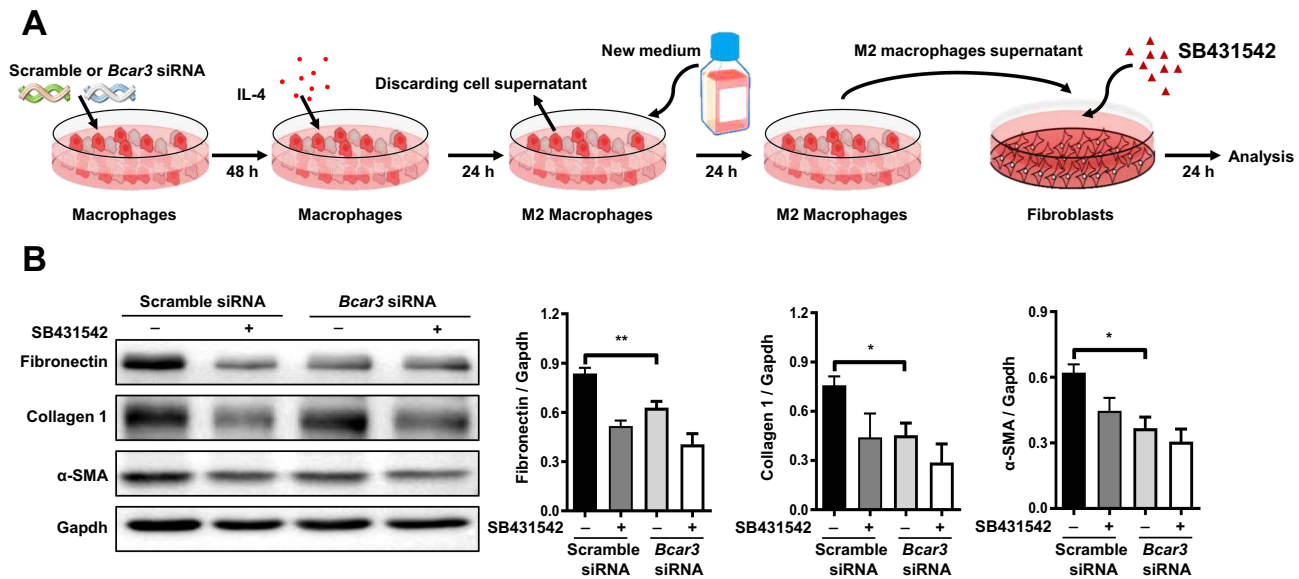 A
Scramble or Bcar3 siRNA
IL-4
Discarding cell supernatant
New medium
M2 macrophages supernatant
SB431542
48 h
24 h
24 h
24 h
Analysis
Macrophages
Macrophages
M2 Macrophages
M2 Macrophages
Fibroblasts
B
Scramble siRNA
Bcar3 siRNA
SB431542 – + – +
Fibronectin
Collagen 1
α-SMA
Gapdh
Fibronectin / Gapdh
1.2
0.9
0.6
0.3
0.0
**
SB431542 – + – +
Scramble siRNA
Bcar3 siRNA
Collagen 1 / Gapdh
1.2
0.9
0.6
0.3
0.0
*
SB431542 – + – +
Scramble siRNA
Bcar3 siRNA
α-SMA / Gapdh
0.9
0.6
0.3
0.0
*
SB431542 – + – +
Scramble siRNA
Bcar3 siRNA